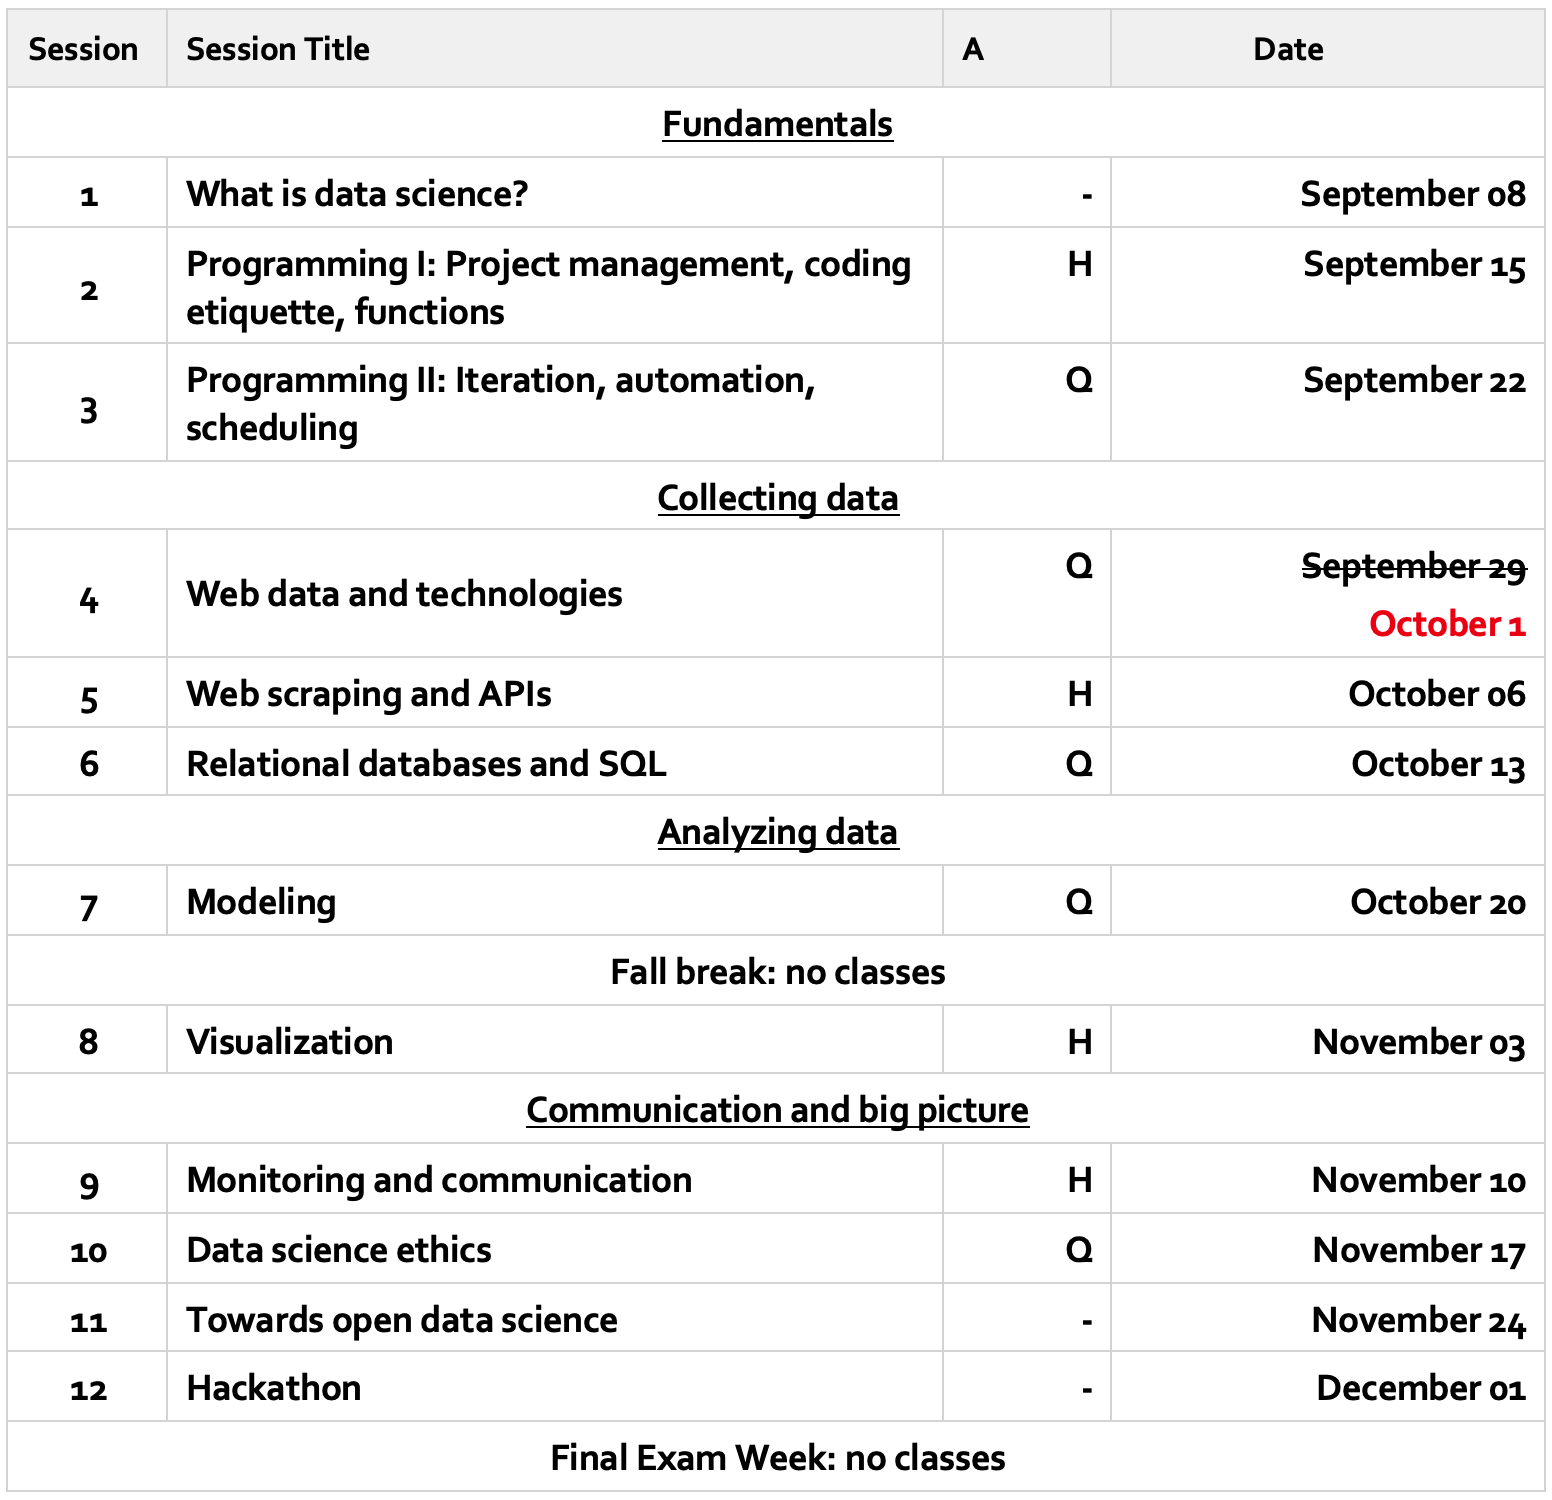 Session Session Title A Date
Fundamentals
1 What is data science? - September 08
2 Programming I: Project management, coding H September 15
etiquette, functions
3 Programming II: Iteration, automation, Q September 22
scheduling
Collecting data
4 Web data and technologies Q September 29
October 1
5 Web scraping and APIs H October 06
6 Relational databases and SQL Q October 13
Analyzing data
7 Modeling Q October 20
Fall break: no classes
8 Visualization H November 03
Communication and big picture
9 Monitoring and communication H November 10
10 Data science ethics Q November 17
11 Towards open data science - November 24
12 Hackathon - December 01
Final Exam Week: no classes